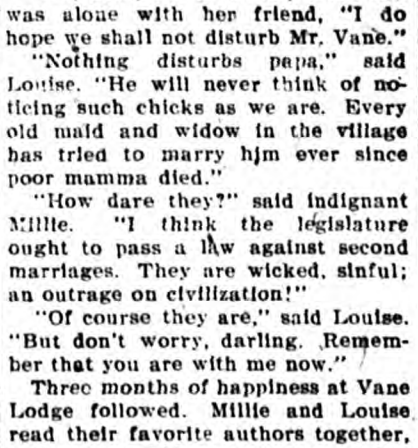 was alone with her friend, "I do
hope we shall not disturb Mr. Vane."
"Nothing disturbs papa," said
Louise. "He will never think of no-
ticing such chicks as we are. Every
old maid and widow in the village
has tried to marry him ever since
poor mamma died."
"How dare they?" said indignant
Millie. "I think the legislature
ought to pass a law against second
marriages. They are wicked, sinful;
an outrage on civilization!"
"Of course they are," said Louise.
"But don't worry, darling. Remem-
ber that you are with me now."
Three months of happiness at Vane
Lodge followed. Millie and Louise
read their favorite authors together,